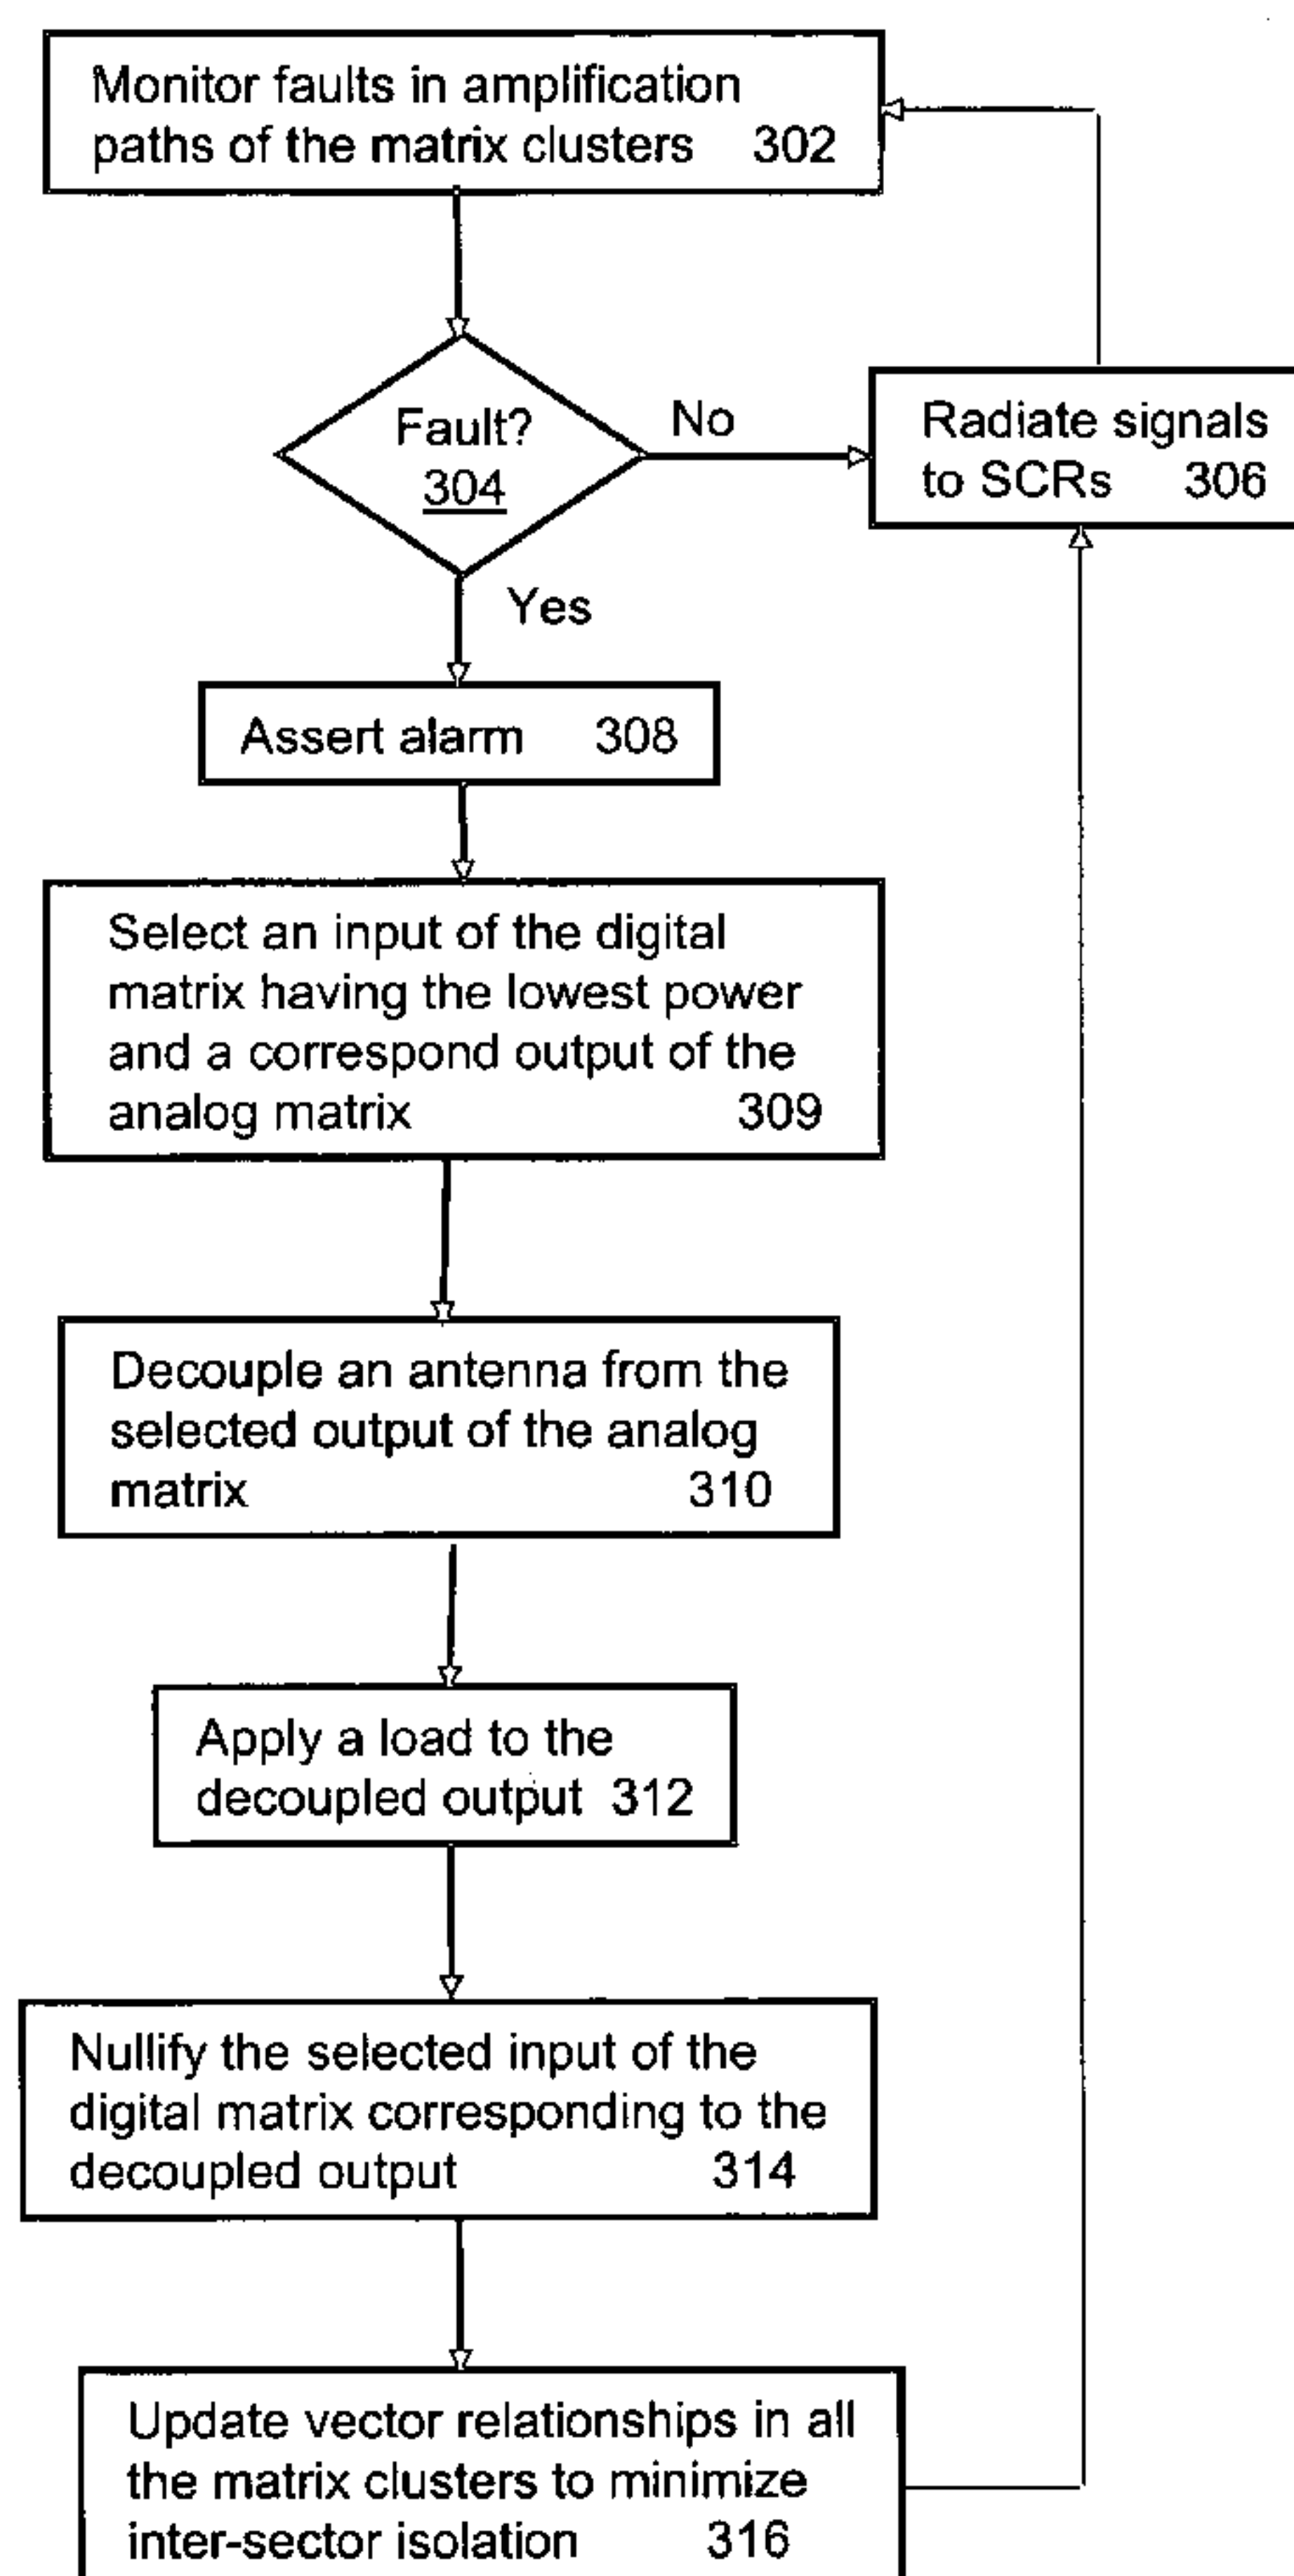 Monitor faults in amplification
paths of the matrix clusters 302
Fault?
304
No
Radiate signals
to SCRs 306
Yes
Assert alarm 308
Select an input of the digital
matrix having the lowest power
and a correspond output of the
analog matrix 309
Decouple an antenna from the
selected output of the analog
matrix 310
Apply a load to the
decoupled output 312
Nullify the selected input of the
digital matrix corresponding to the
decoupled output 314
Update vector relationships in all
the matrix clusters to minimize
inter-sector isolation 316